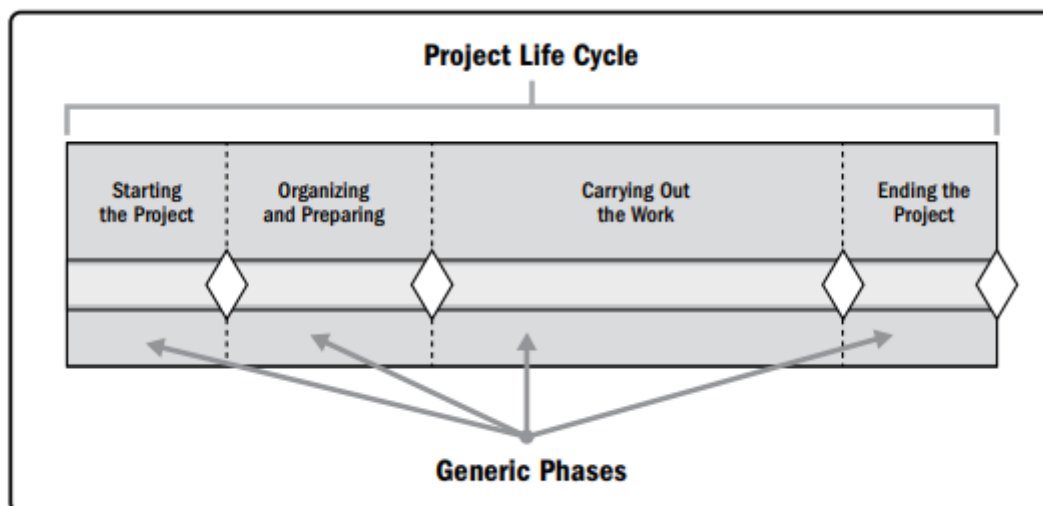 Project Life Cycle
Starting
the Project
Organizing
and Preparing
Carrying Out
the Work
Ending the
Project
Generic Phases